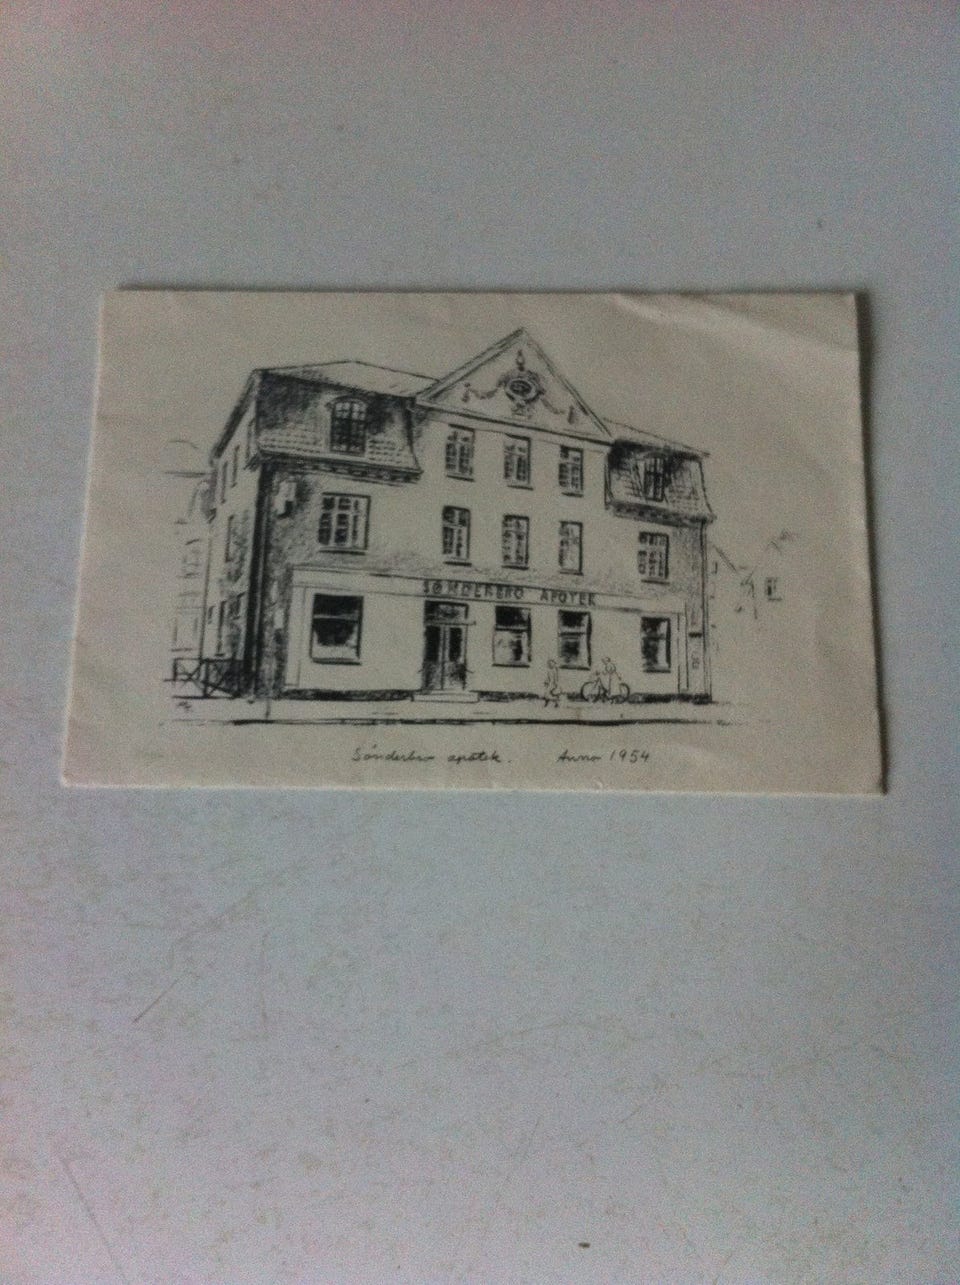 SØNDERBRO APOTEK
Sønderbro apotek. Anno 1954